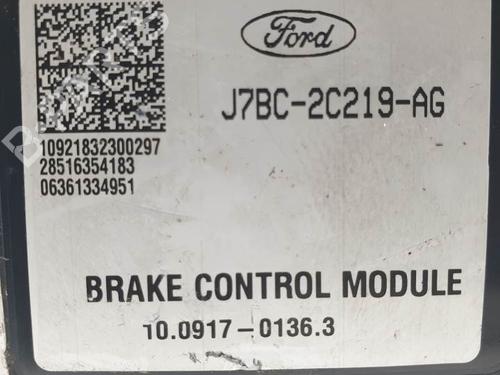 Ford
J7BC-2C219-AG
10921832300297
28516354183
06361334951
BRAKE CONTROL MODULE
10.0917-0136.3